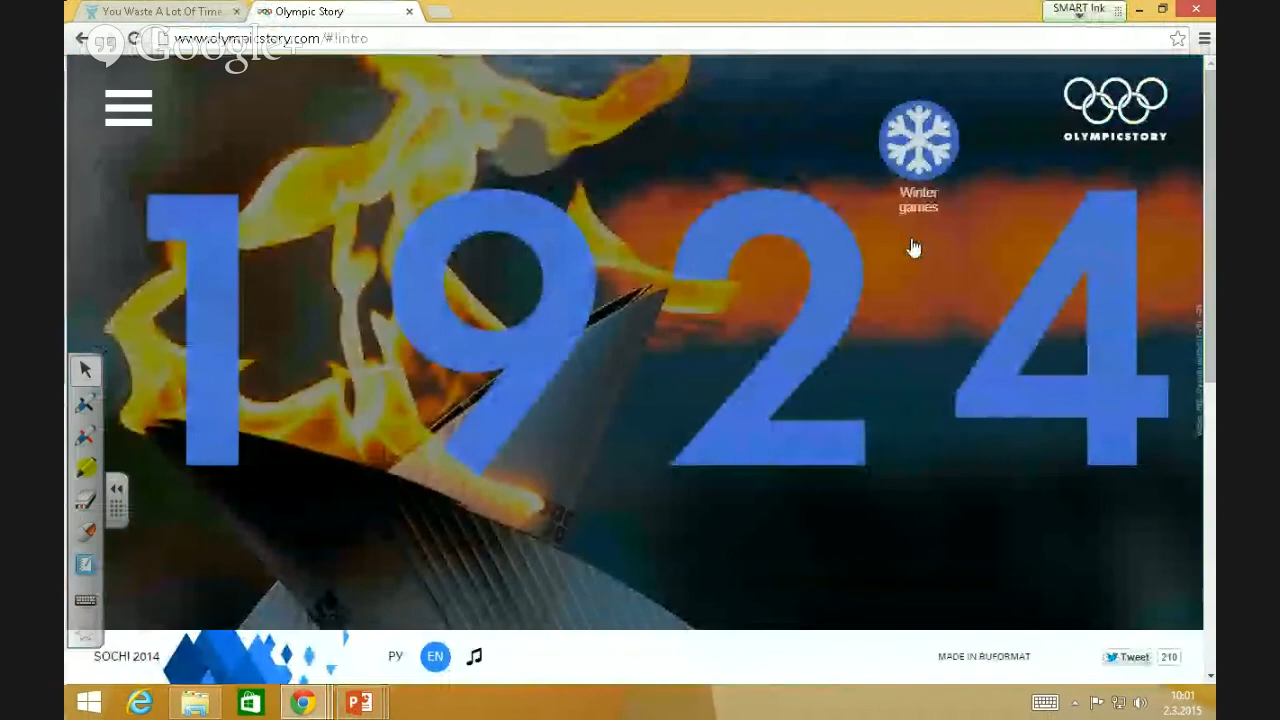 You Waste A Lot Of Time
Olympic Story
SMART Ink
www.olympicstory.com/#!intro
Google+
OLYMPICSTORY
Winter
games
1924
SOCHI 2014
РУ
EN
MADE IN BUFORMAT
Tweet
210
10:01
2.3.2015